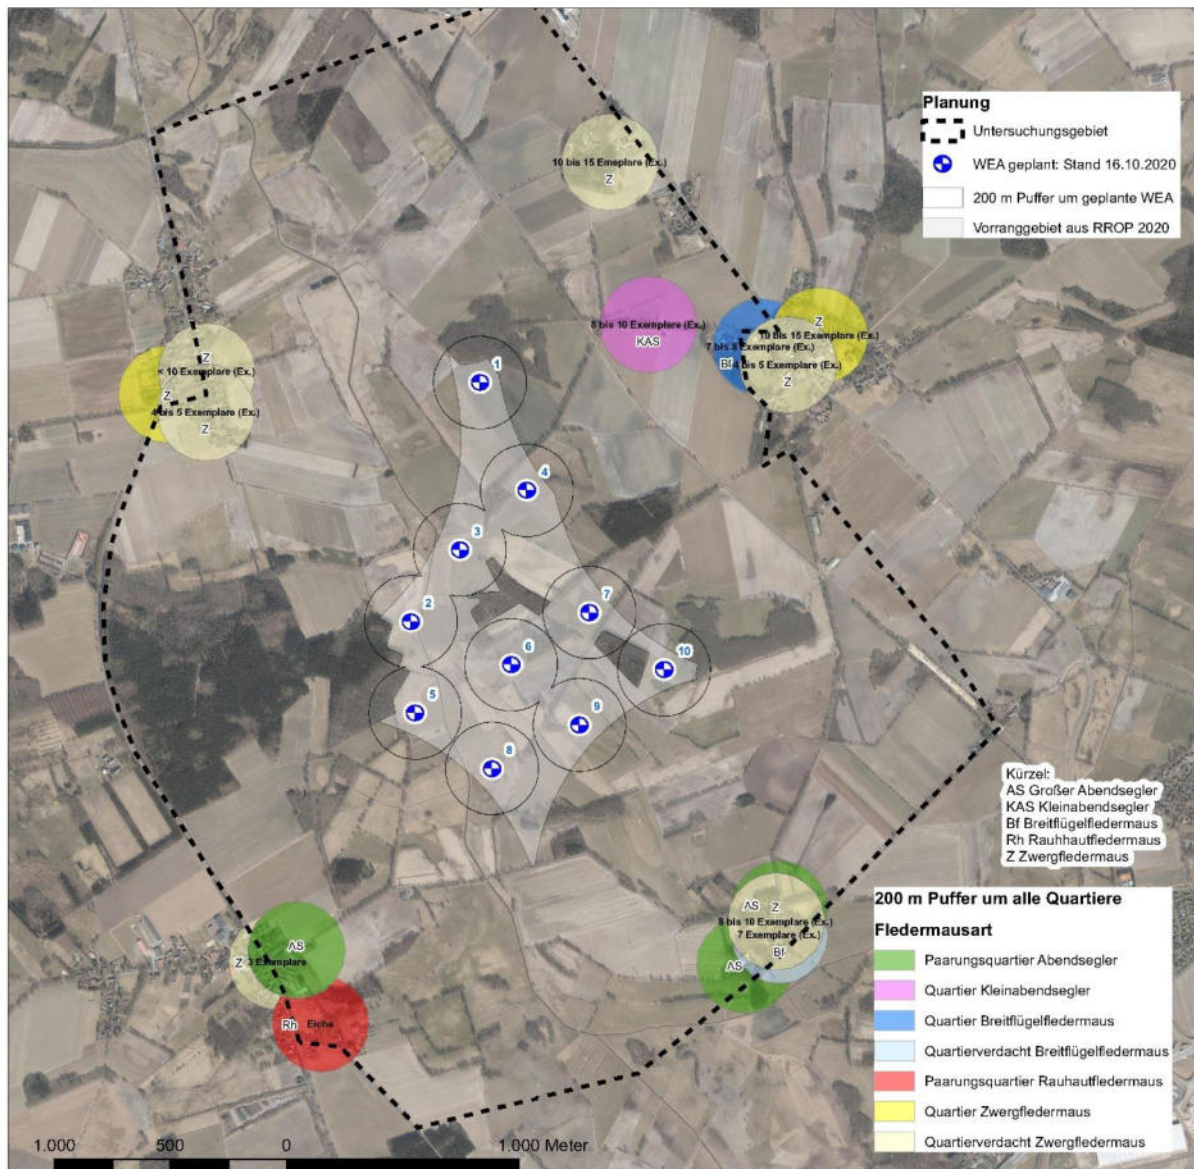 Planung
Untersuchungsgebiet
WEA geplant: Stand 16.10.2020
200 m Puffer um geplante WEA
Vorranggebiet aus RROP 2020
10 bis 15 Emeplare (Ex.)
Z
8 bis 10 Exemplare (Ex.)
KAS
Z
10 bis 15 Exemplare (Ex.)
7 bis 8 Exemplare (Ex.)
Bf
4 bis 5 Exemplare (Ex.)
Z
Z
< 10 Exemplare (Ex.)
Z
4 bis 5 Exemplare (Ex.)
Z
1
4
3
7
2
6
10
5
9
8
Kürzel:
AS Großer Abendsegler
KAS Kleinabendsegler
Bf Breitflügelfledermaus
Rh Rauhhautfledermaus
Z Zwergfledermaus
200 m Puffer um alle Quartiere
Fledermausart
Paarungsquartier Abendsegler
Quartier Kleinabendsegler
Quartier Breitflügelfledermaus
Quartierverdacht Breitflügelfledermaus
Paarungsquartier Rauhautfledermaus
Quartier Zwergfledermaus
Quartierverdacht Zwergfledermaus
AS Z
8 bis 10 Exemplare (Ex.)
7 Exemplare (Ex.)
Bf
AS
AS
Z 3 Exemplare
Rh Eiche
1.000 500 0 1.000 Meter